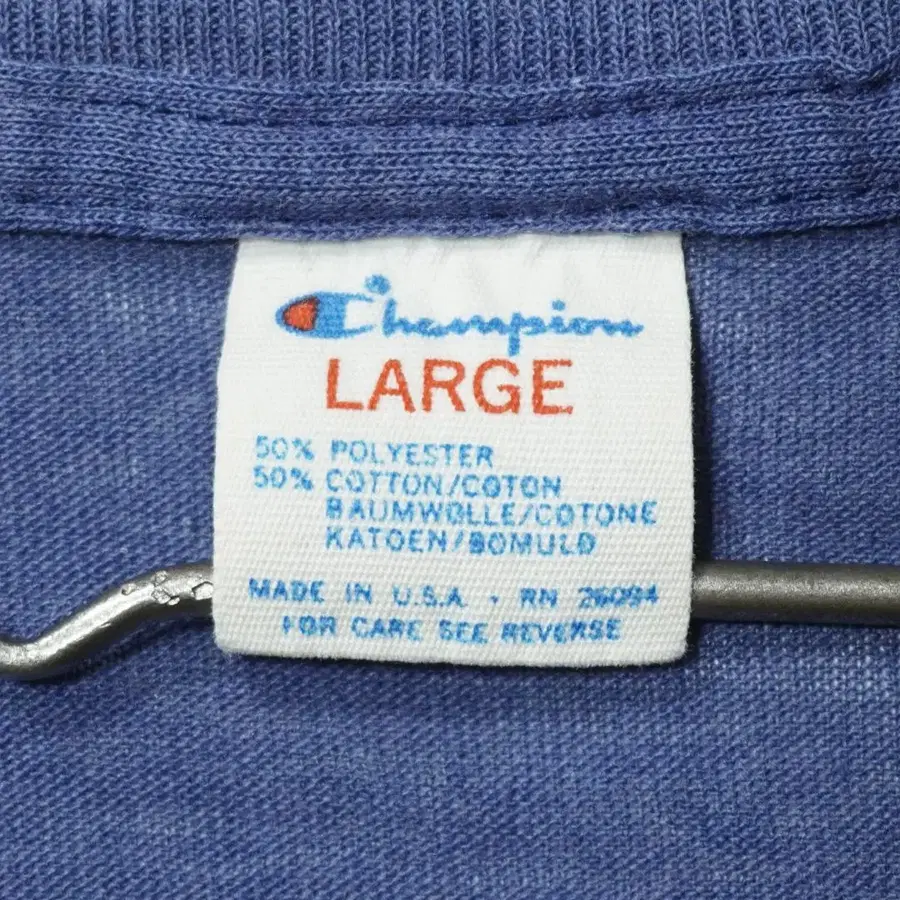 Champion
LARGE
50% POLYESTER
50% COTTON/COTON
BAUMWOLLE/COTONE
KATOEN/BOMULD
MADE IN U.S.A. • RN 26094
FOR CARE SEE REVERSE